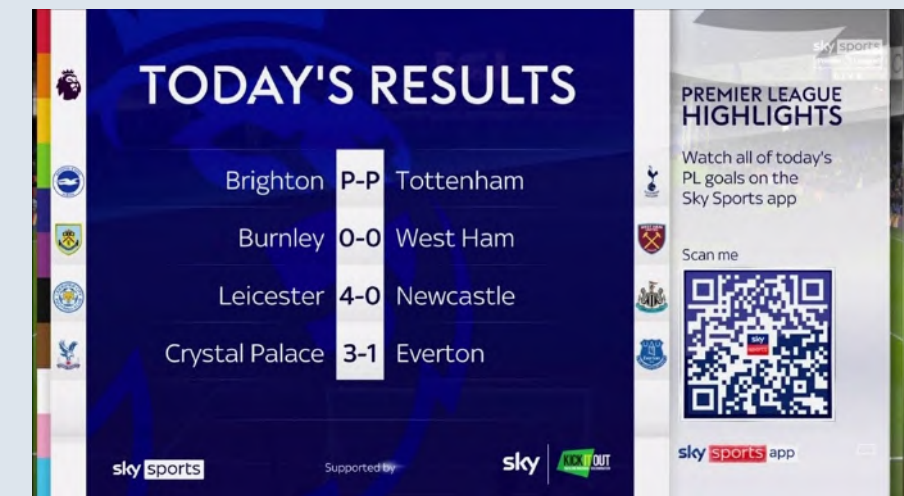 TODAY'S RESULTS
Brighton P-P Tottenham
Burnley 0-0 West Ham
Leicester 4-0 Newcastle
Crystal Palace 3-1 Everton
sky sports
Supported by
sky
KICK IT OUT
sky sports
PREMIER LEAGUE
HIGHLIGHTS
Watch all of today's
PL goals on the
Sky Sports app
Scan me
sky
sports
sky sports app